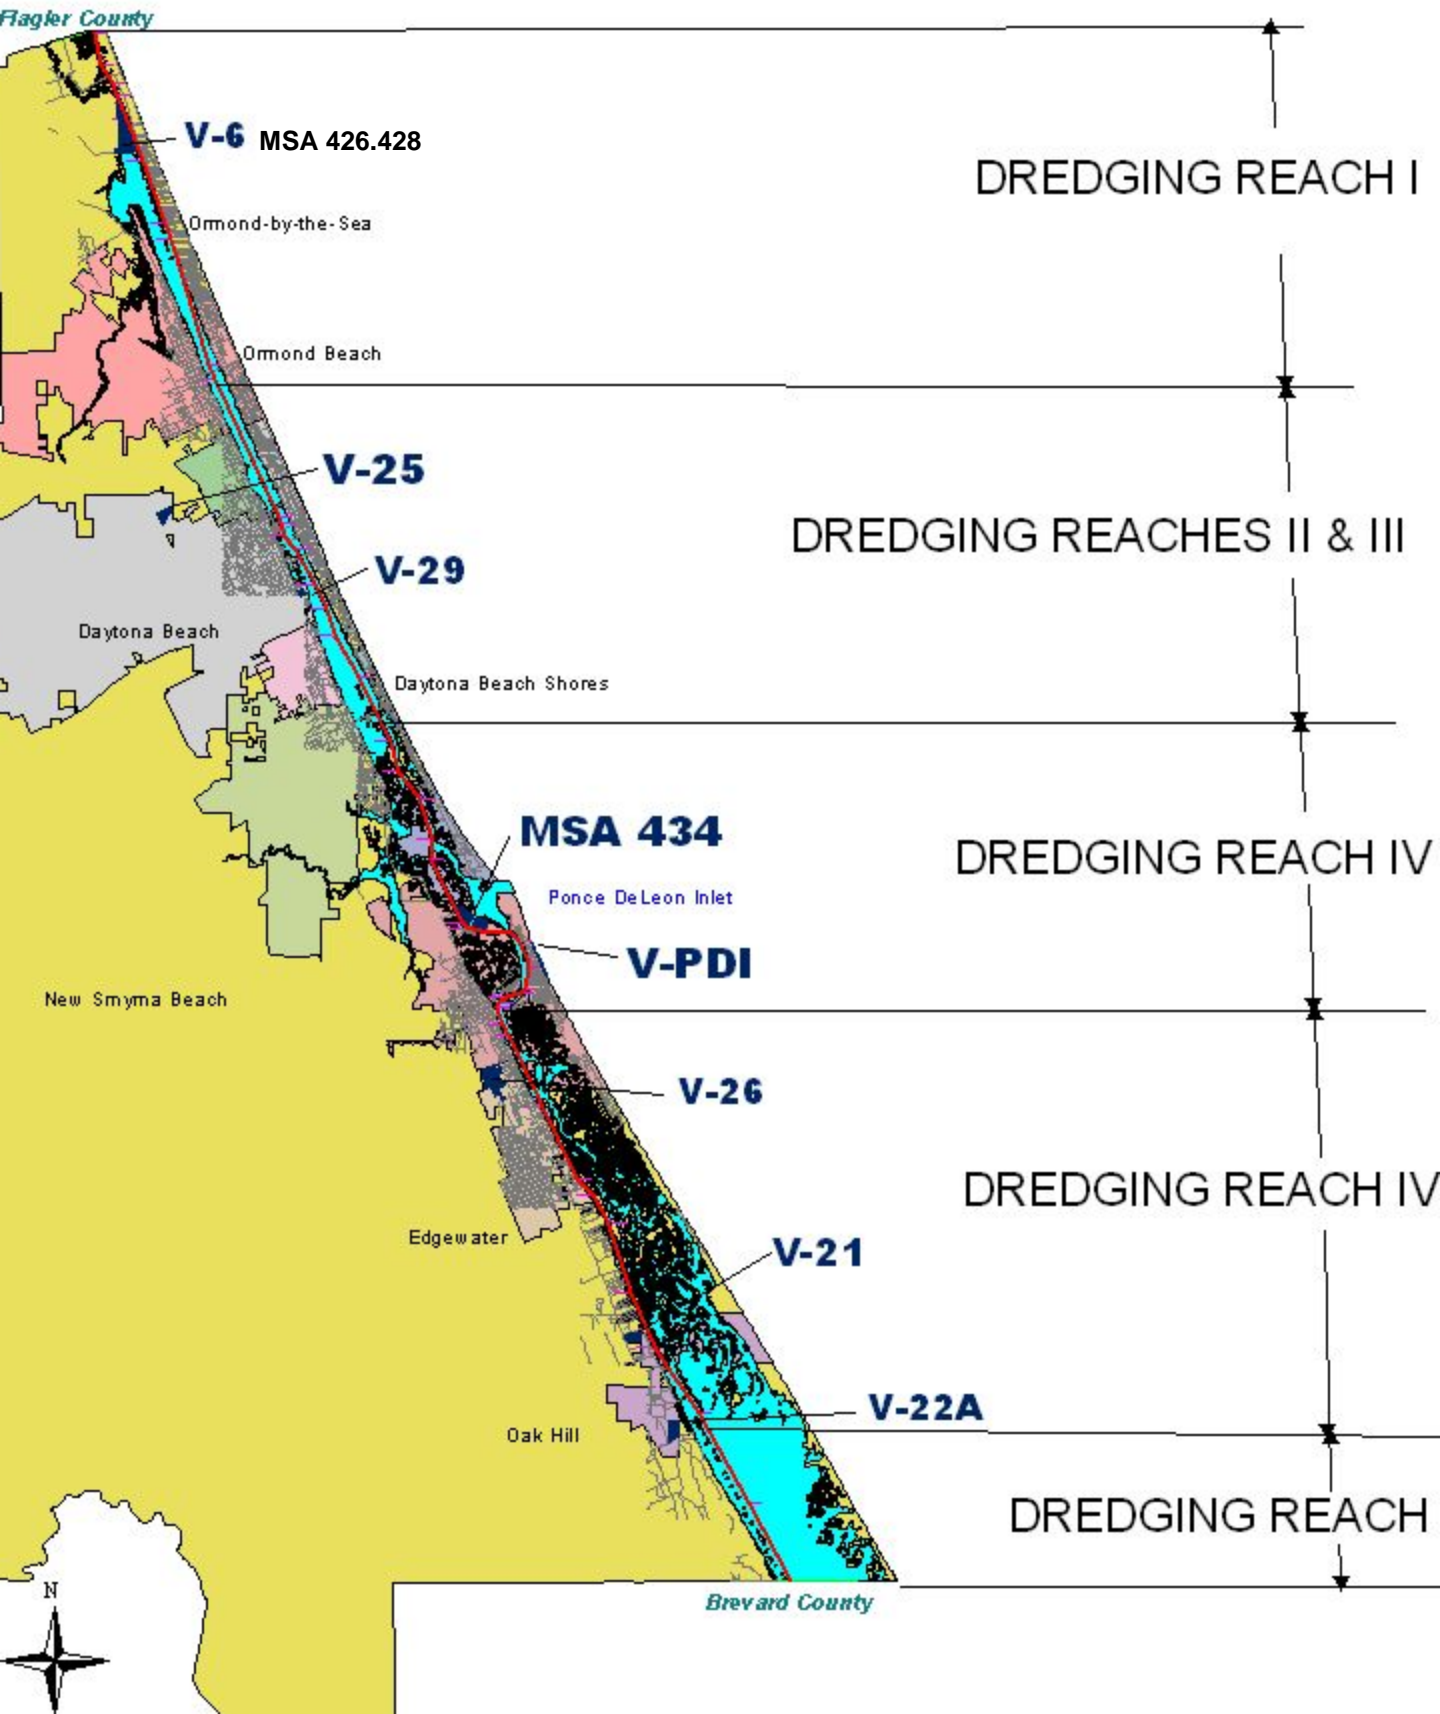 Flagler County
V-6 MSA 426.428
DREDGING REACH I
Ormond-by-the-Sea
Ormond Beach
V-25
DREDGING REACHES II & III
V-29
Daytona Beach
Daytona Beach Shores
MSA 434
DREDGING REACH IV
Ponce DeLeon Inlet
V-PDI
New Smyrna Beach
V-26
DREDGING REACH IV
Edgewater
V-21
V-22A
Oak Hill
DREDGING REACH
N
Brevard County